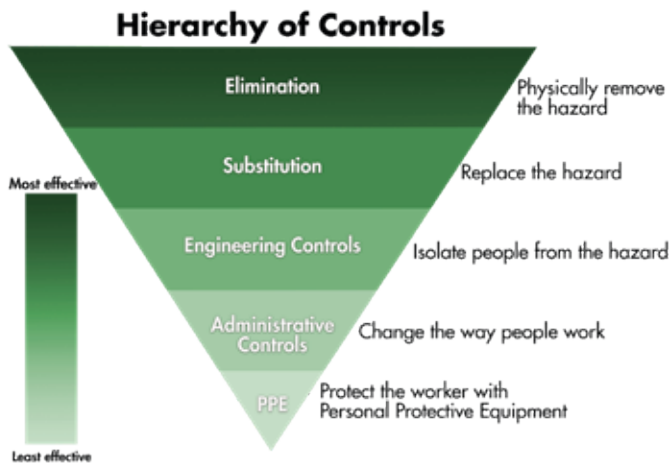 Hierarchy of Controls
Elimination
Physically remove
the hazard
Substitution
Replace the hazard
Most effective
Engineering Controls
Isolate people from the hazard
Administrative
Controls
Change the way people work
PPE
Protect the worker with
Personal Protective Equipment
Least effective